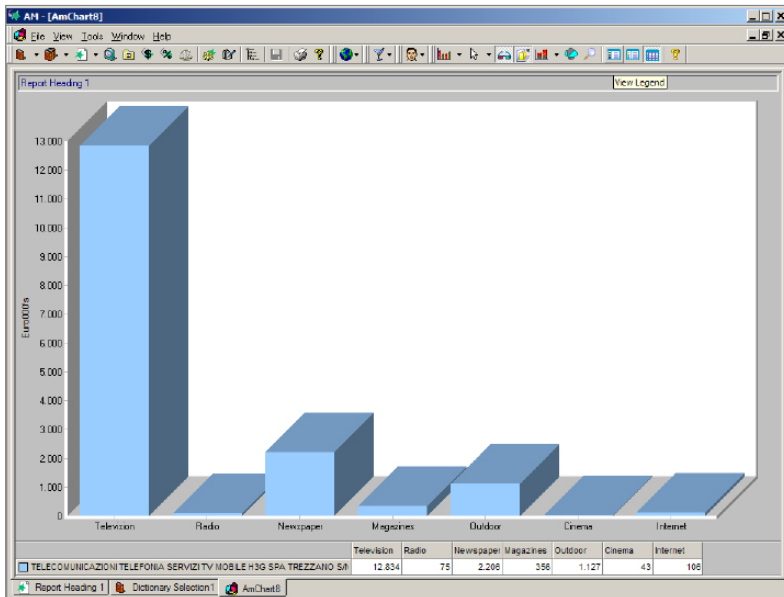 AM - [AmChart8]
File View Tools Window Help
Report Heading 1
View Legend
13.000
12.000
11.000
10.000
9.000
8.000
7.000
6.000
5.000
4.000
3.000
2.000
1.000
0
Euro000's
Television Radio Newspaper Magazines Outdoor Cinema Internet
Television Radio Newspaper Magazines Outdoor Cinema Internet
TELECOMUNICAZIONI TELEFONIA SERVIZI TV MOBILE H3G SPA TREZZANO S/N 12.834 75 2.206 356 1.127 43 106
Report Heading 1 Dictionary Selection1 AmChart8